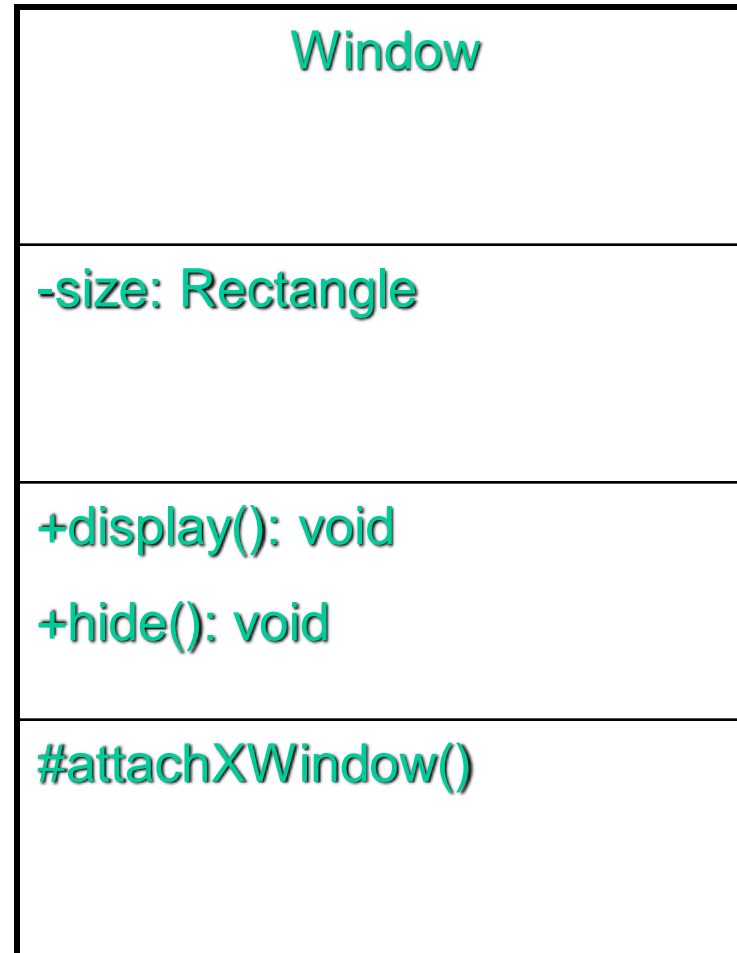 Window
-size: Rectangle
+display(): void
+hide(): void
#attachXWindow()